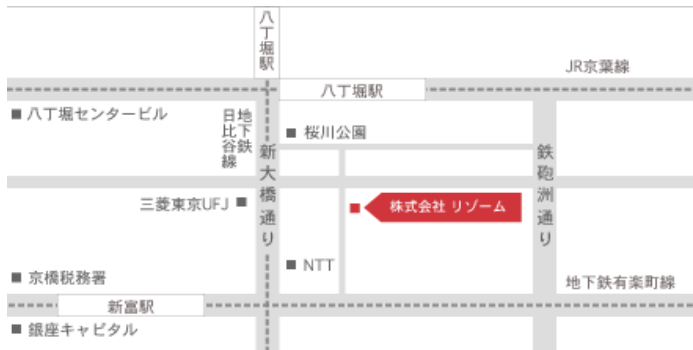 八丁堀駅
JR京葉線
八丁堀駅
八丁堀センタービル
地下鉄
日比谷線
桜川公園
新大橋通り
鉄砲洲通り
三菱東京UFJ
株式会社 リゾーム
NTT
京橋税務署
地下鉄有楽町線
新富駅
銀座キャピタル